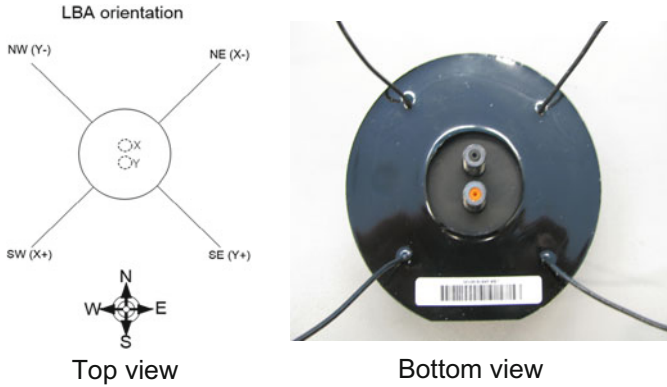 LBA orientation
NW (Y-)
NE (X-)
X
Y
SW (X+)
SE (Y+)
N
W
E
S
Top view
Bottom view